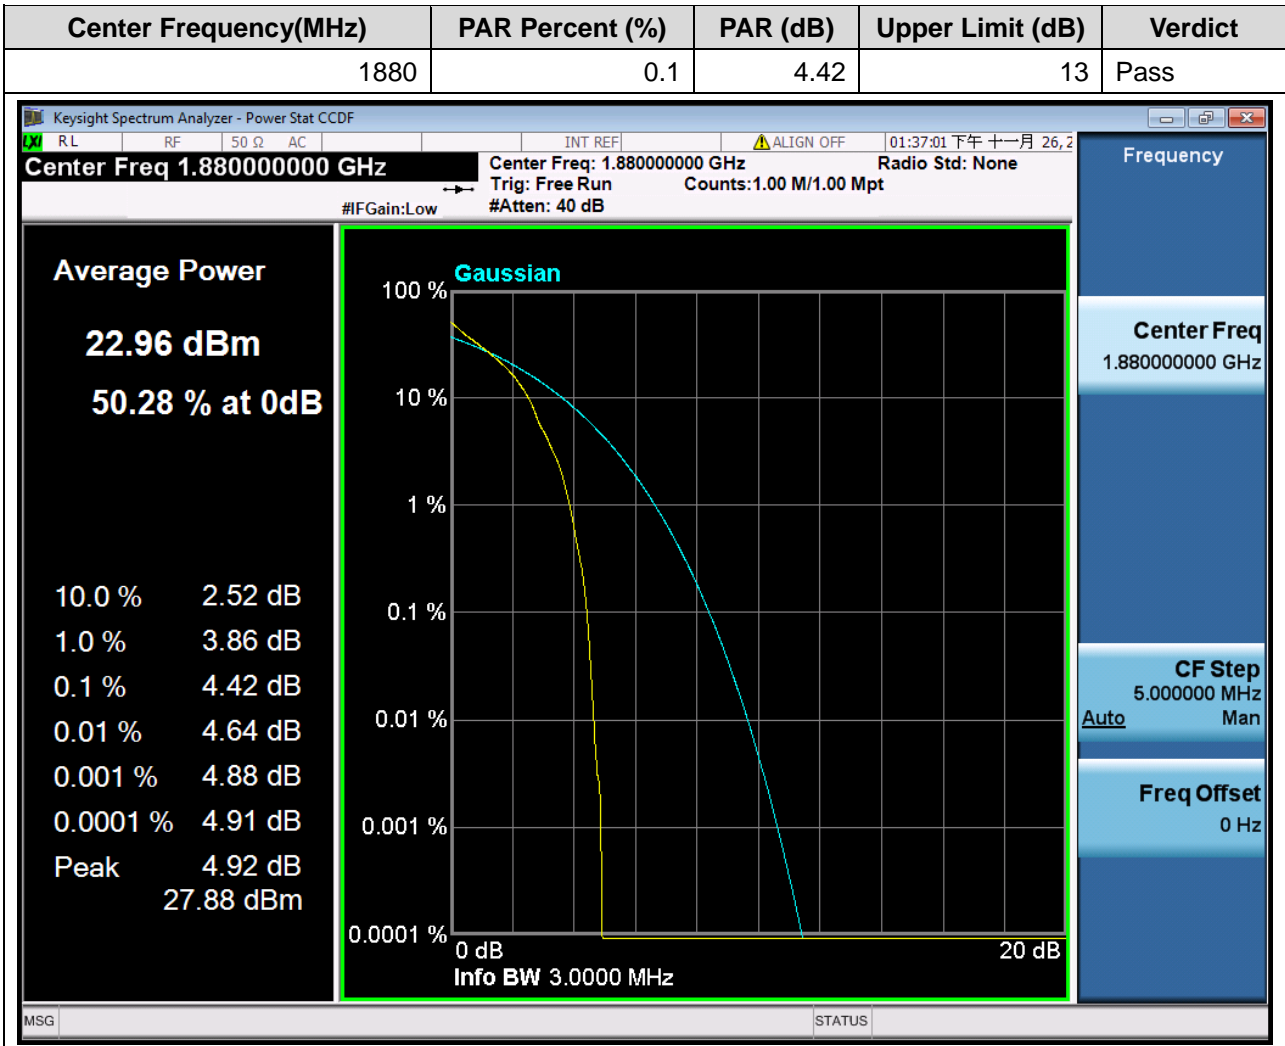 Center Frequency(MHz) PAR Percent (%) PAR (dB) Upper Limit (dB) Verdict
1880 0.1 4.42 13 Pass
Keysight Spectrum Analyzer - Power Stat CCDF
LXI RL RF 50 Ω AC INT REF ALIGN OFF 01:37:01 下午 十一月 26, 2
Center Freq 1.880000000 GHz
Center Freq: 1.880000000 GHz Radio Std: None
Trig: Free Run Counts:1.00 M/1.00 Mpt
#IFGain:Low #Atten: 40 dB
Average Power
22.96 dBm
50.28 % at 0dB
10.0 % 2.52 dB
1.0 % 3.86 dB
0.1 % 4.42 dB
0.01 % 4.64 dB
0.001 % 4.88 dB
0.0001 % 4.91 dB
Peak 4.92 dB
27.88 dBm
Gaussian
100 %
10 %
1 %
0.1 %
0.01 %
0.001 %
0.0001 %
0 dB 20 dB
Info BW 3.0000 MHz
Frequency
Center Freq
1.880000000 GHz
CF Step
5.000000 MHz
Auto Man
Freq Offset
0 Hz
MSG STATUS